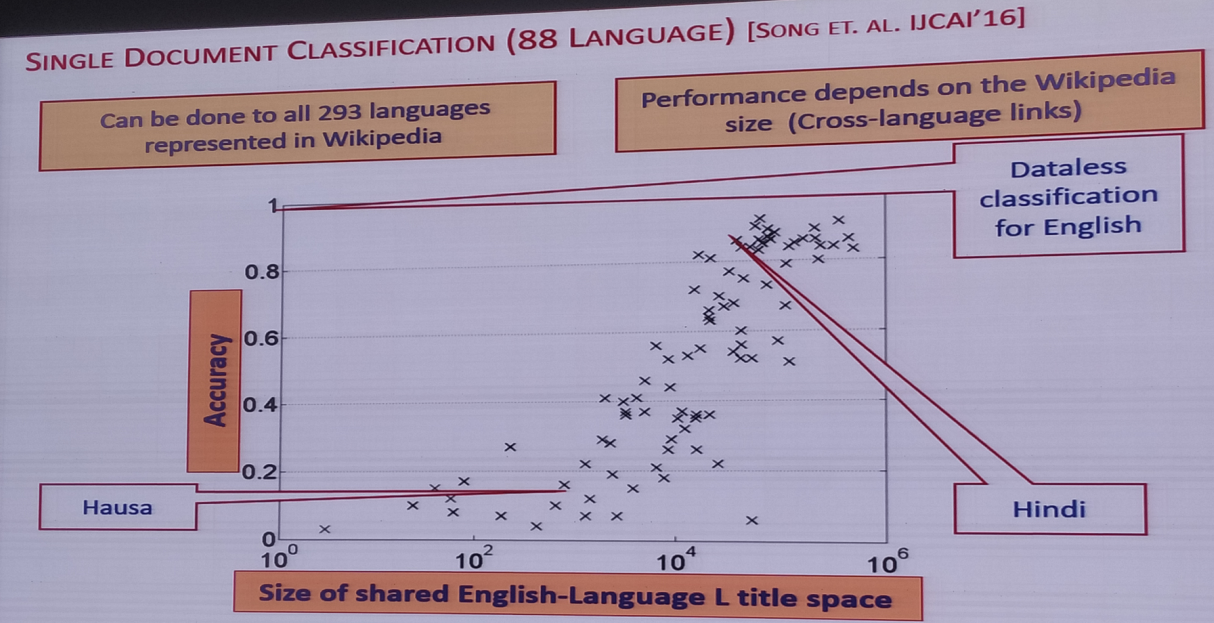 SINGLE DOCUMENT CLASSIFICATION (88 LANGUAGE) [SONG ET. AL. IJCAI'16]
Can be done to all 293 languages
represented in Wikipedia
Performance depends on the Wikipedia
size (Cross-language links)
Dataless
classification
for English
1
0.8
0.6
0.4
0.2
0
Accuracy
Hausa
Hindi
10^0
10^2
10^4
10^6
Size of shared English-Language L title space